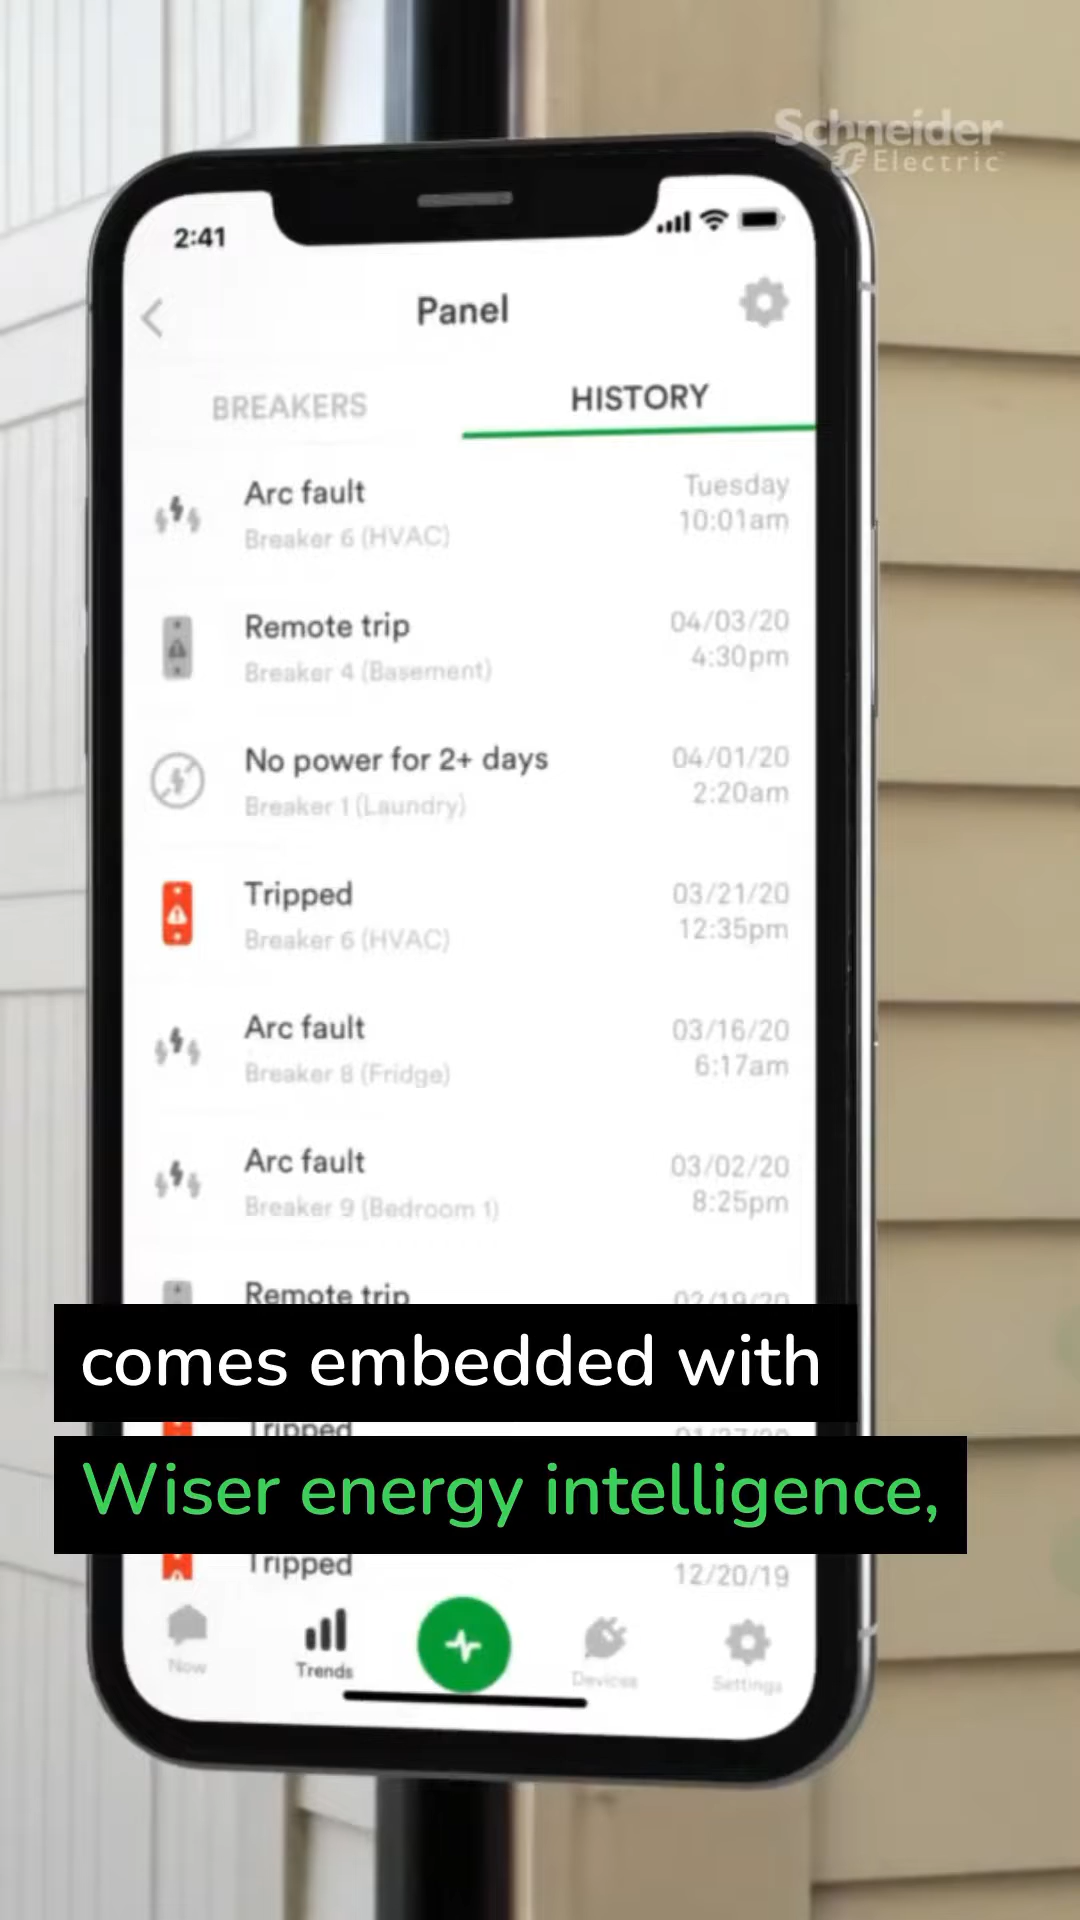 Schneider
Electric
2:41
Panel
BREAKERS
HISTORY
Arc fault
Tuesday
Breaker 6 (HVAC)
10:01am
Remote trip
04/03/20
Breaker 4 (Basement)
4:30pm
No power for 2+ days
04/01/20
Breaker 1 (Laundry)
2:20am
Tripped
03/21/20
Breaker 6 (HVAC)
12:35pm
Arc fault
03/16/20
Breaker 8 (Fridge)
6:17am
Arc fault
03/02/20
Breaker 9 (Bedroom 1)
8:25pm
Remote trip
02/19/20
comes embedded with
Tripped
Wiser energy intelligence,
Tripped
12/20/19
Now
Trends
Devices
Settings